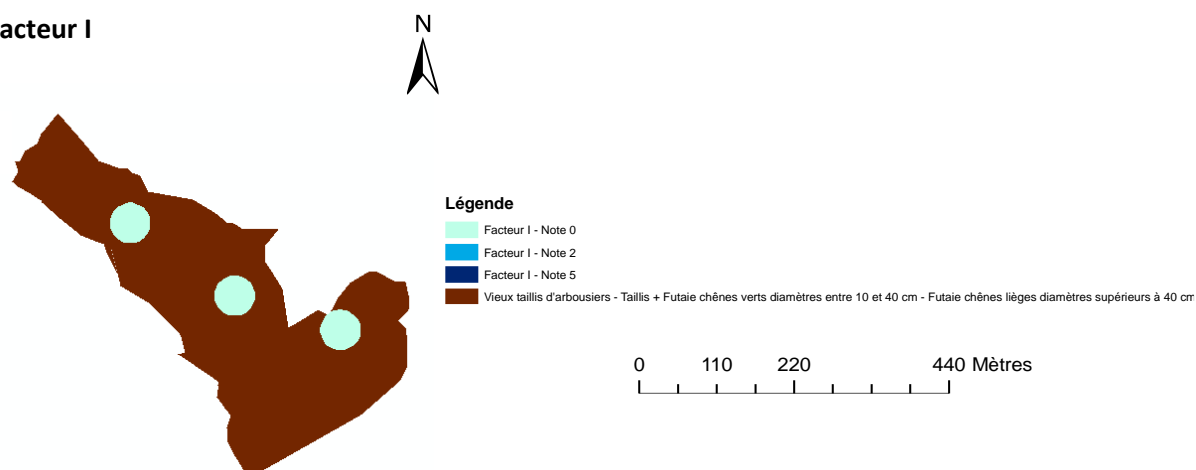 acteur I
N
Légende
Facteur I - Note 0
Facteur I - Note 2
Facteur I - Note 5
Vieux taillis d'arbousiers - Taillis + Futaie chênes verts diamètres entre 10 et 40 cm - Futaie chênes lièges diamètres supérieurs à 40 cm
0 110 220 440 Mètres